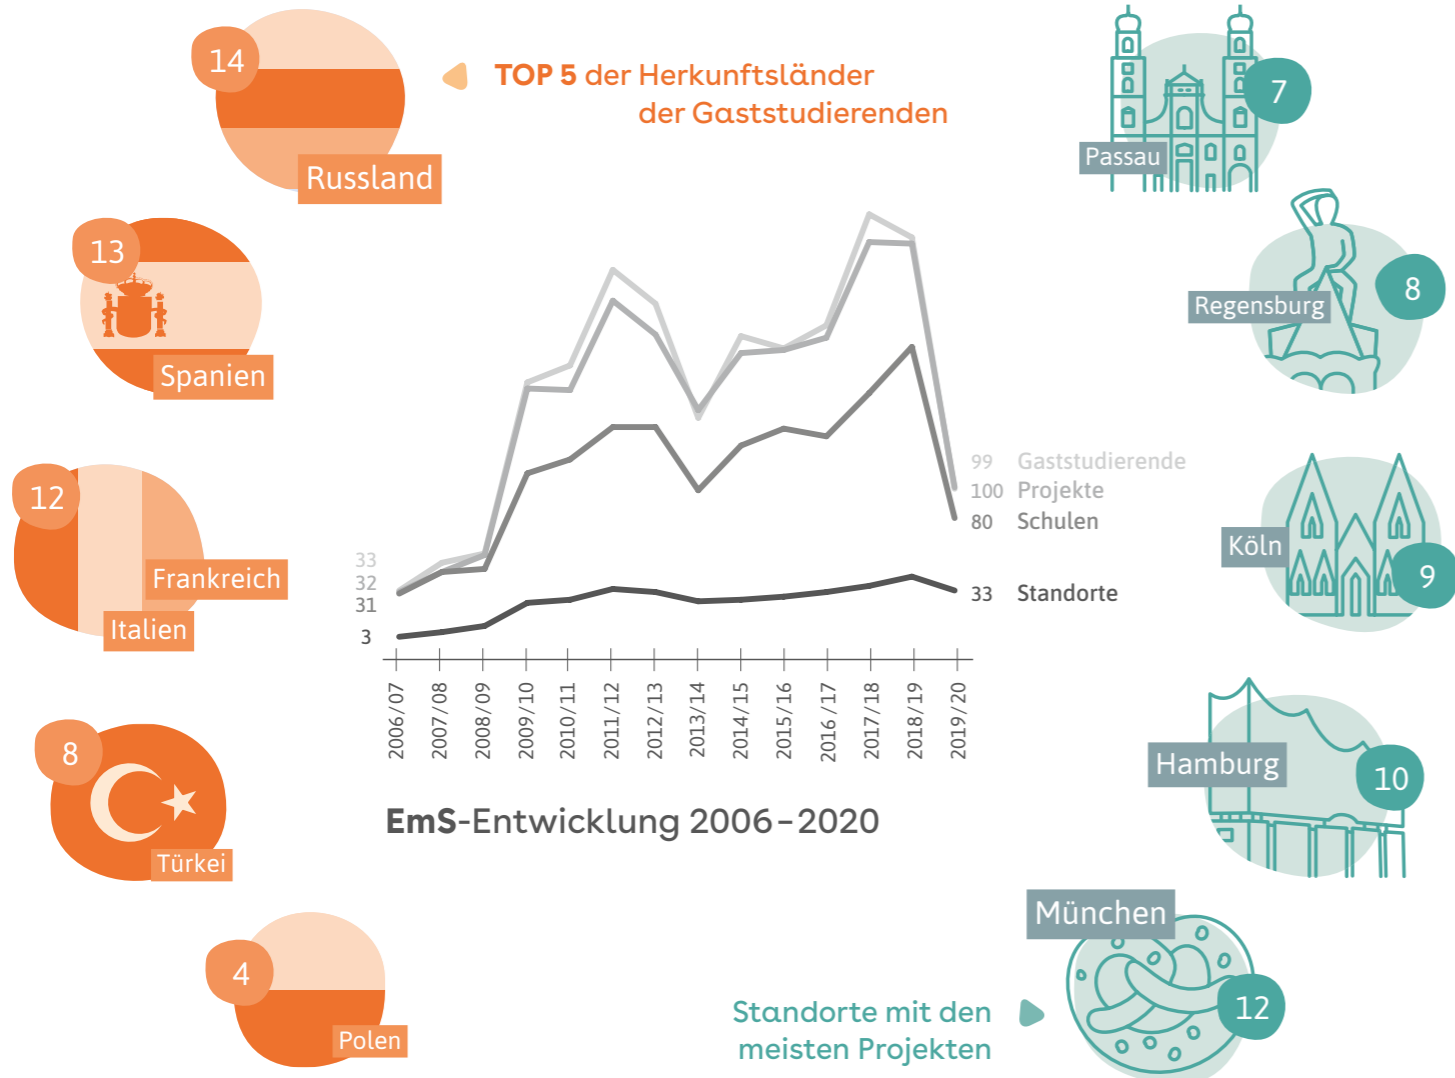 TOP 5 der Herkunftsländer
der Gaststudierenden
14
Russland
13
Spanien
12
Frankreich
Italien
8
Türkei
4
Polen
33
32
31
3
99 Gaststudierende
100 Projekte
80 Schulen
33 Standorte
2006/07
2007/08
2008/09
2009/10
2010/11
2011/12
2012/13
2013/14
2014/15
2015/16
2016/17
2017/18
2018/19
2019/20
EmS-Entwicklung 2006–2020
7
Passau
8
Regensburg
Köln
9
Hamburg
10
München
12
Standorte mit den
meisten Projekten